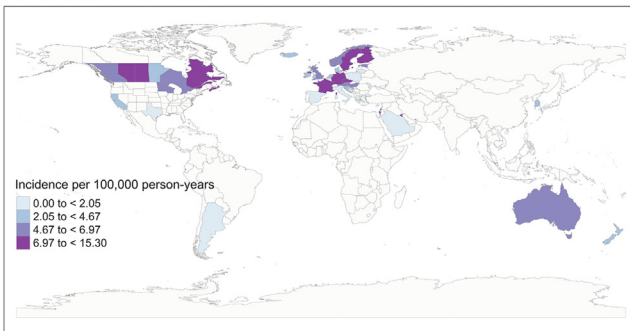 Incidence per 100,000 person-years
0.00 to < 2.05
2.05 to < 4.67
4.67 to < 6.97
6.97 to < 15.30